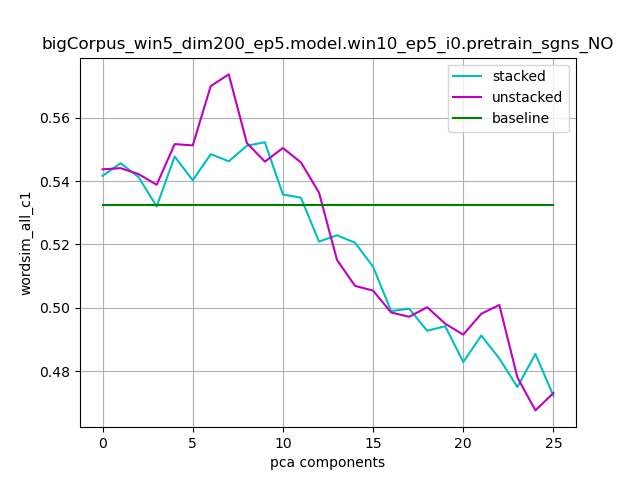 bigCorpus_win5_dim200_ep5.model.win10_ep5_i0.pretrain_sgns_NO
stacked
unstacked
baseline
wordsim_all_c1
0.56
0.54
0.52
0.50
0.48
0
5
10
15
20
25
pca components